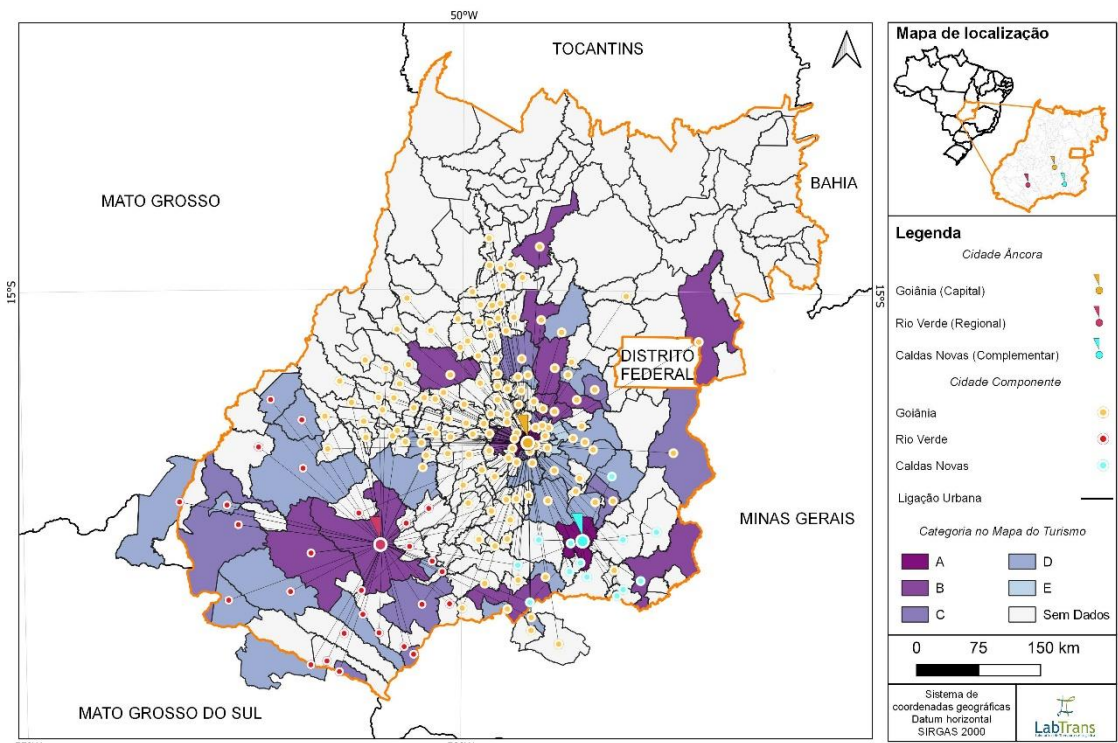 50°W
TOCANTINS
BAHIA
MATO GROSSO
15°S
15°S
DISTRITO
FEDERAL
MINAS GERAIS
MATO GROSSO DO SUL
Mapa de localização
Legenda
Cidade Âncora
Goiânia (Capital)
Rio Verde (Regional)
Caldas Novas (Complementar)
Cidade Componente
Goiânia
Rio Verde
Caldas Novas
Ligação Urbana
Categoria no Mapa do Turismo
A
D
B
E
C
Sem Dados
0 75 150 km
Sistema de
coordenadas geográficas
Datum horizontal
SIRGAS 2000
LabTrans